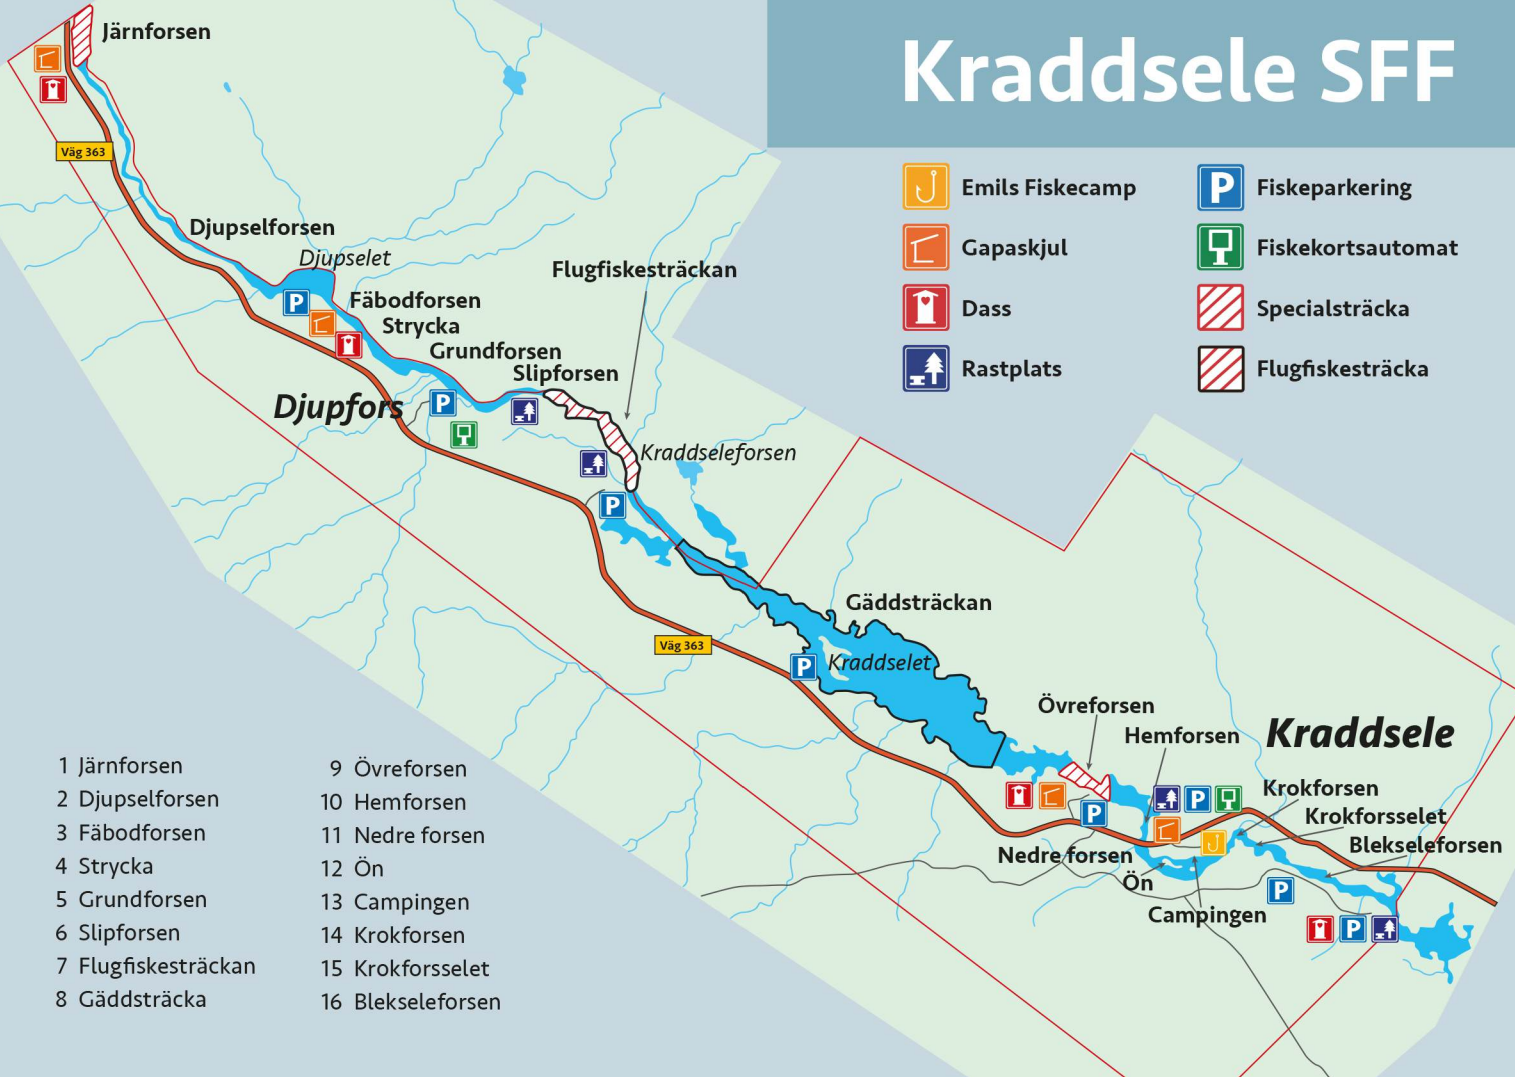 Kraddsele SFF
Emils Fiskecamp
Gapaskjul
Dass
Rastplats
P Fiskeparkering
Fiskekortsautomat
Specialsträcka
Flugfiskesträcka
Järnforsen
Väg 363
Djupselforsen
Djupselet
P
Fäbodforsen
Strycka
Grundforsen
Slipforsen
Flugfiskesträckan
Djupfors
P
Kraddseleforsen
P
Gäddsträckan
Väg 363
P
Kraddselet
Övreforsen
Hemforsen
Kraddsele
P
P
Krokforsen
Krokforsselet
Blekseleforsen
Nedre forsen
Ön
P
Campingen
P
1 Järnforsen
2 Djupselforsen
3 Fäbodforsen
4 Strycka
5 Grundforsen
6 Slipforsen
7 Flugfiskesträckan
8 Gäddsträcka
9 Övreforsen
10 Hemforsen
11 Nedre forsen
12 Ön
13 Campingen
14 Krokforsen
15 Krokforsselet
16 Blekseleforsen